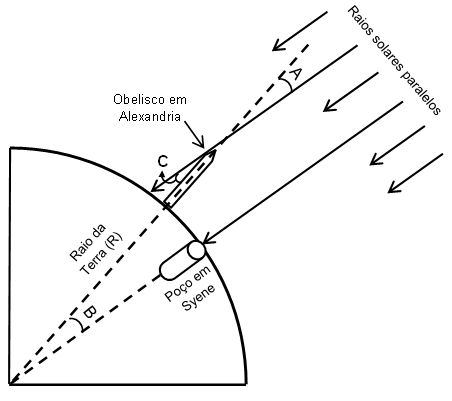 Raios solares paralelos
A
Obelisco em
Alexandria
C
Raio da
Terra (R)
Poço em
Syene
B